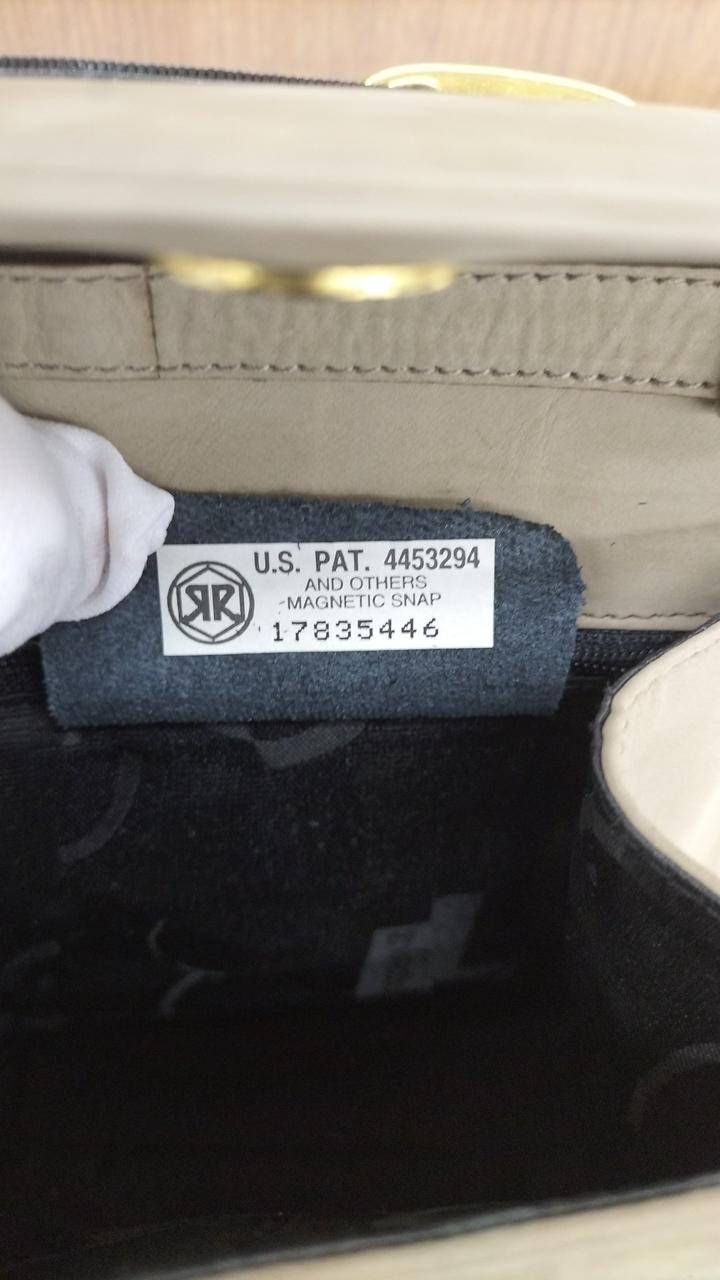 U.S. PAT. 4453294
AND OTHERS
-MAGNETIC SNAP
17835446